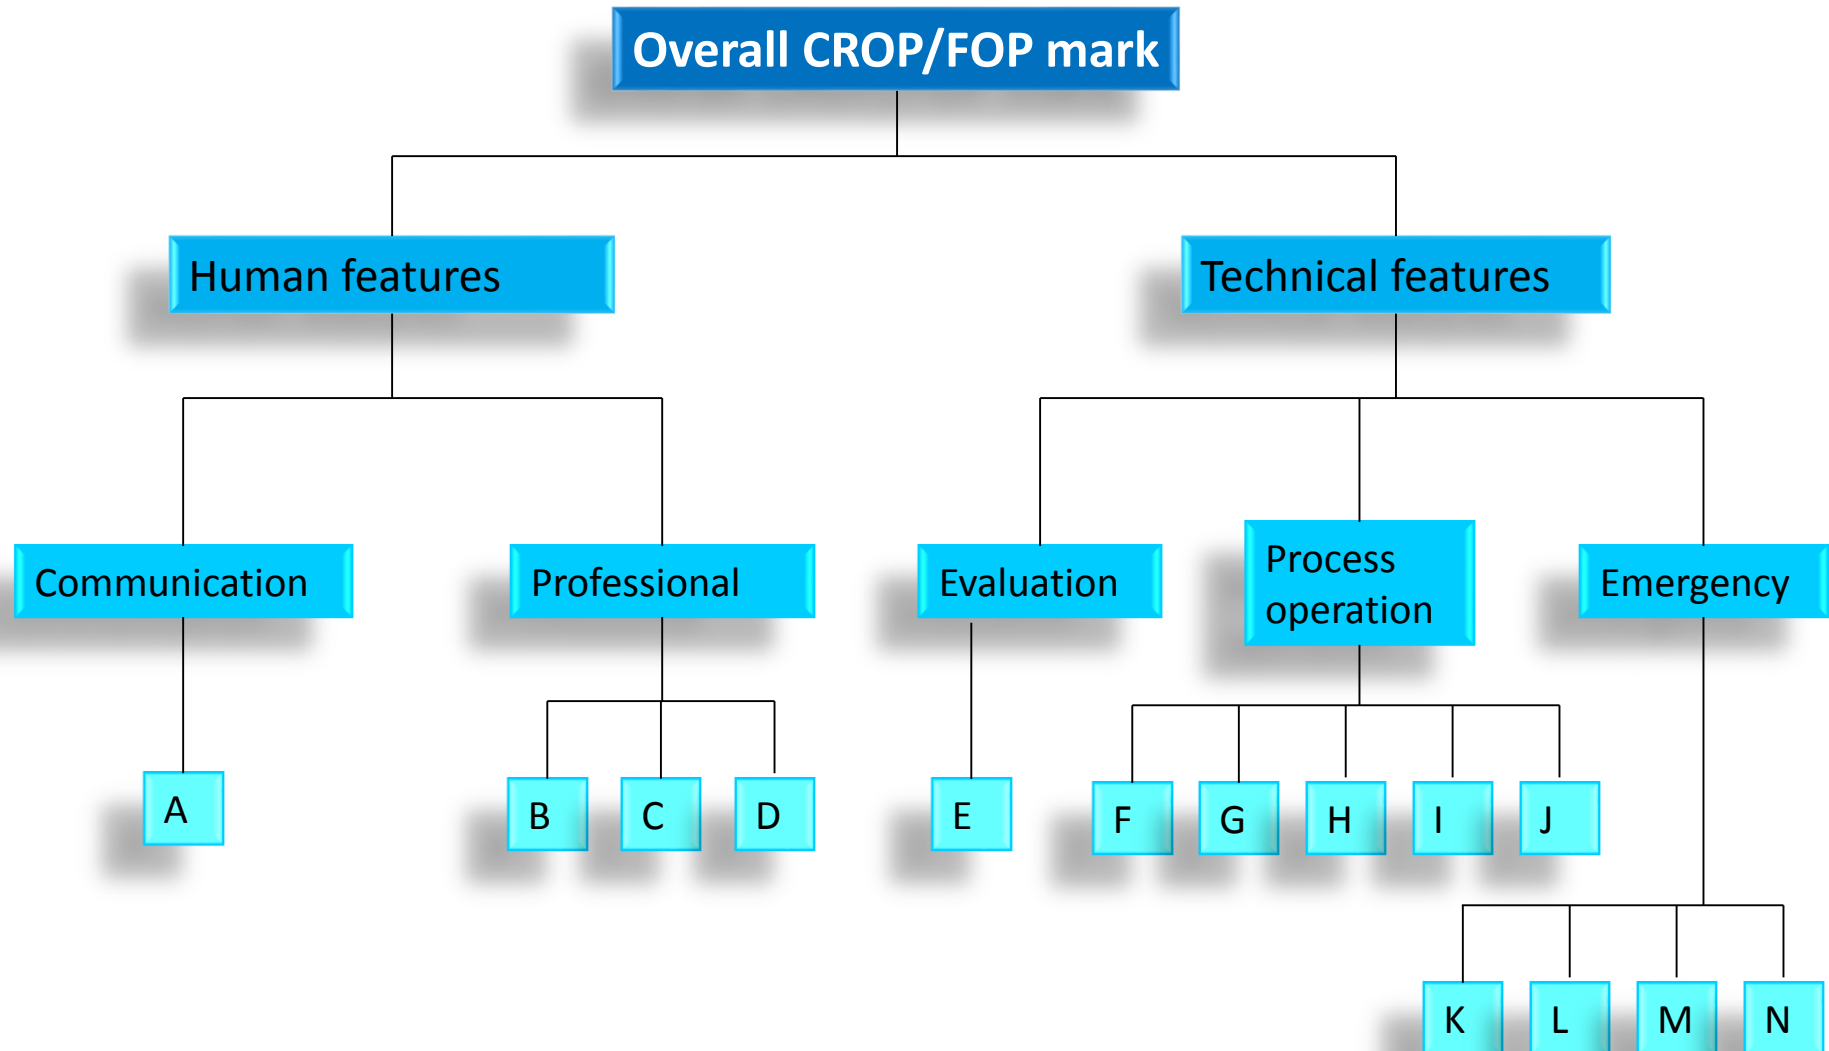 Overall CROP/FOP mark
Human features
Technical features
Communication
Professional
Evaluation
Process
operation
Emergency
A
B
C
D
E
F
G
H
I
J
K
L
M
N